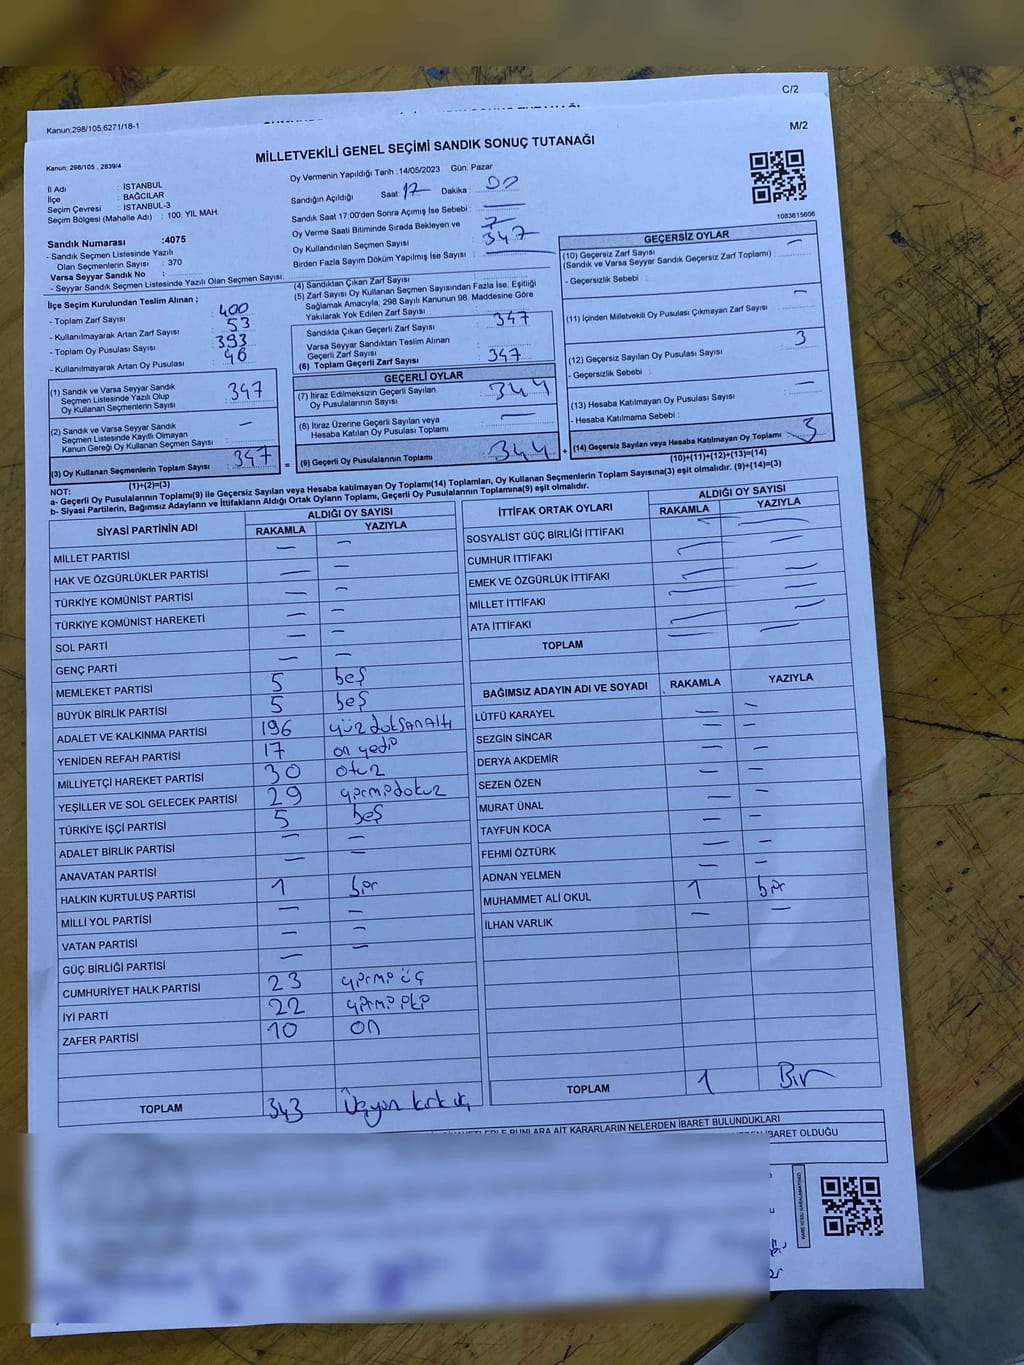 C/2
Kanun;298/105;6271/18-1
M/2
MİLLETVEKİLİ GENEL SEÇİMİ SANDIK SONUÇ TUTANAĞI
Kanun; 298/105 , 2839/4
Oy Vermenin Yapıldığı Tarih : 14/05/2023 Gün: Pazar
İl Adı : İSTANBUL
İlçe : BAĞCILAR
Seçim Çevresi : İSTANBUL-3
Seçim Bölgesi (Mahalle Adı) : 100. YIL MAH.
Sandığın Açıldığı Saat: 17 Dakika : 00
Sandık Saat 17:00'den Sonra Açılmış İse Sebebi : —
Oy Verme Saati Bitiminde Sırada Bekleyen ve
Oy Kullandırılan Seçmen Sayısı
347
Birden Fazla Sayım Döküm Yapılmış İse Sayısı : —
1083615606
Sandık Numarası :4075
- Sandık Seçmen Listesinde Yazılı
Olan Seçmenlerin Sayısı : 370
Varsa Seyyar Sandık No :
- Seyyar Sandık Seçmen Listesinde Yazılı Olan Seçmen Sayısı:
İlçe Seçim Kurulundan Teslim Alınan ;
- Toplam Zarf Sayısı : 400
- Kullanılmayarak Artan Zarf Sayısı : 53
- Toplam Oy Pusulası Sayısı : 393
- Kullanılmayarak Artan Oy Pusulası : 46
(1) Sandık ve Varsa Seyyar Sandık
Seçmen Listesinde Yazılı Olup
Oy Kullanan Seçmenlerin Sayısı : 347
(2) Sandık ve Varsa Seyyar Sandık
Seçmen Listesinde Kayıtlı Olmayan
Kanun Gereği Oy Kullanan Seçmen Sayısı : —
(3) Oy Kullanan Seçmenlerin Toplam Sayısı : 347
(1)+(2)=(3)
(4) Sandıktan Çıkan Zarf Sayısı :
(5) Zarf Sayısı Oy Kullanan Seçmen Sayısından Fazla İse, Eşitliği
Sağlamak Amacıyla; 298 Sayılı Kanunun 98. Maddesine Göre
Yakılarak Yok Edilen Zarf Sayısı :
Sandıkta Çıkan Geçerli Zarf Sayısı : 347
Varsa Seyyar Sandıktan Teslim Alınan
Geçerli Zarf Sayısı
(6) Toplam Geçerli Zarf Sayısı : 347
GEÇERLİ OYLAR
(7) İtiraz Edilmeksizin Geçerli Sayılan
Oy Pusulalarının Sayısı : 344
(8) İtiraz Üzerine Geçerli Sayılan veya
Hesaba Katılan Oy Pusulası Toplamı : —
= (9) Geçerli Oy Pusulalarının Toplamı : 344
GEÇERSİZ OYLAR
(10) Geçersiz Zarf Sayısı —
(Sandık ve Varsa Seyyar Sandık Geçersiz Zarf Toplamı) :
- Geçersizlik Sebebi :
(11) İçinden Milletvekili Oy Pusulası Çıkmayan Zarf Sayısı : —
(12) Geçersiz Sayılan Oy Pusulası Sayısı : 3
- Geçersizlik Sebebi :
(13) Hesaba Katılmayan Oy Pusulası Sayısı : —
- Hesaba Katılmama Sebebi :
+ (14) Geçersiz Sayılan veya Hesaba Katılmayan Oy Toplamı : 3
(10)+(11)+(12)+(13)=(14)
NOT:
a- Geçerli Oy Pusulalarının Toplamı(9) ile Geçersiz Sayılan veya Hesaba katılmayan Oy Toplamı(14) Toplamları, Oy Kullanan Seçmenlerin Toplam Sayısına(3) eşit olmalıdır. (9)+(14)=(3)
b- Siyasi Partilerin, Bağımsız Adayların ve İttifakların Aldığı Ortak Oyların Toplamı, Geçerli Oy Pusulalarının Toplamına(9) eşit olmalıdır.
SİYASİ PARTİNİN ADI ALDIĞI OY SAYISI
RAKAMLA YAZIYLA
MİLLET PARTİSİ — —
HAK VE ÖZGÜRLÜKLER PARTİSİ — —
TÜRKİYE KOMÜNİST PARTİSİ — —
TÜRKİYE KOMÜNİST HAREKETİ — —
SOL PARTİ — —
GENÇ PARTİ — —
MEMLEKET PARTİSİ 5 beş
BÜYÜK BİRLİK PARTİSİ 5 beş
ADALET VE KALKINMA PARTİSİ 196 yüz doksan altı
YENİDEN REFAH PARTİSİ 17 on yedi
MİLLİYETÇİ HAREKET PARTİSİ 30 otuz
YEŞİLLER VE SOL GELECEK PARTİSİ 29 yirmi dokuz
TÜRKİYE İŞÇİ PARTİSİ 5 beş
ADALET BİRLİK PARTİSİ — —
ANAVATAN PARTİSİ — —
HALKIN KURTULUŞ PARTİSİ 1 bir
MİLLİ YOL PARTİSİ — —
VATAN PARTİSİ — —
GÜÇ BİRLİĞİ PARTİSİ — —
CUMHURİYET HALK PARTİSİ 23 yirmi üç
İYİ PARTİ 22 yirmi iki
ZAFER PARTİSİ 10 on
TOPLAM 343 Üçyüz kırk üç
İTTİFAK ORTAK OYLARI ALDIĞI OY SAYISI
RAKAMLA YAZIYLA
SOSYALİST GÜÇ BİRLİĞİ İTTİFAKI — —
CUMHUR İTTİFAKI — —
EMEK VE ÖZGÜRLÜK İTTİFAKI — —
MİLLET İTTİFAKI — —
ATA İTTİFAKI — —
TOPLAM — —
BAĞIMSIZ ADAYIN ADI VE SOYADI RAKAMLA YAZIYLA
LÜTFÜ KARAYEL — —
SEZGİN SİNCAR — —
DERYA AKDEMİR — —
SEZEN ÖZEN — —
MURAT ÜNAL — —
TAYFUN KOCA — —
FEHMİ ÖZTÜRK — —
ADNAN YELMEN — —
MUHAMMET ALİ OKUL 1 bir
İLHAN VARLIK — —
TOPLAM 1 Bir
BUNLARA AİT KARARLARIN NELERDEN İBARET BULUNDUKLARI
İBARET OLDUĞU